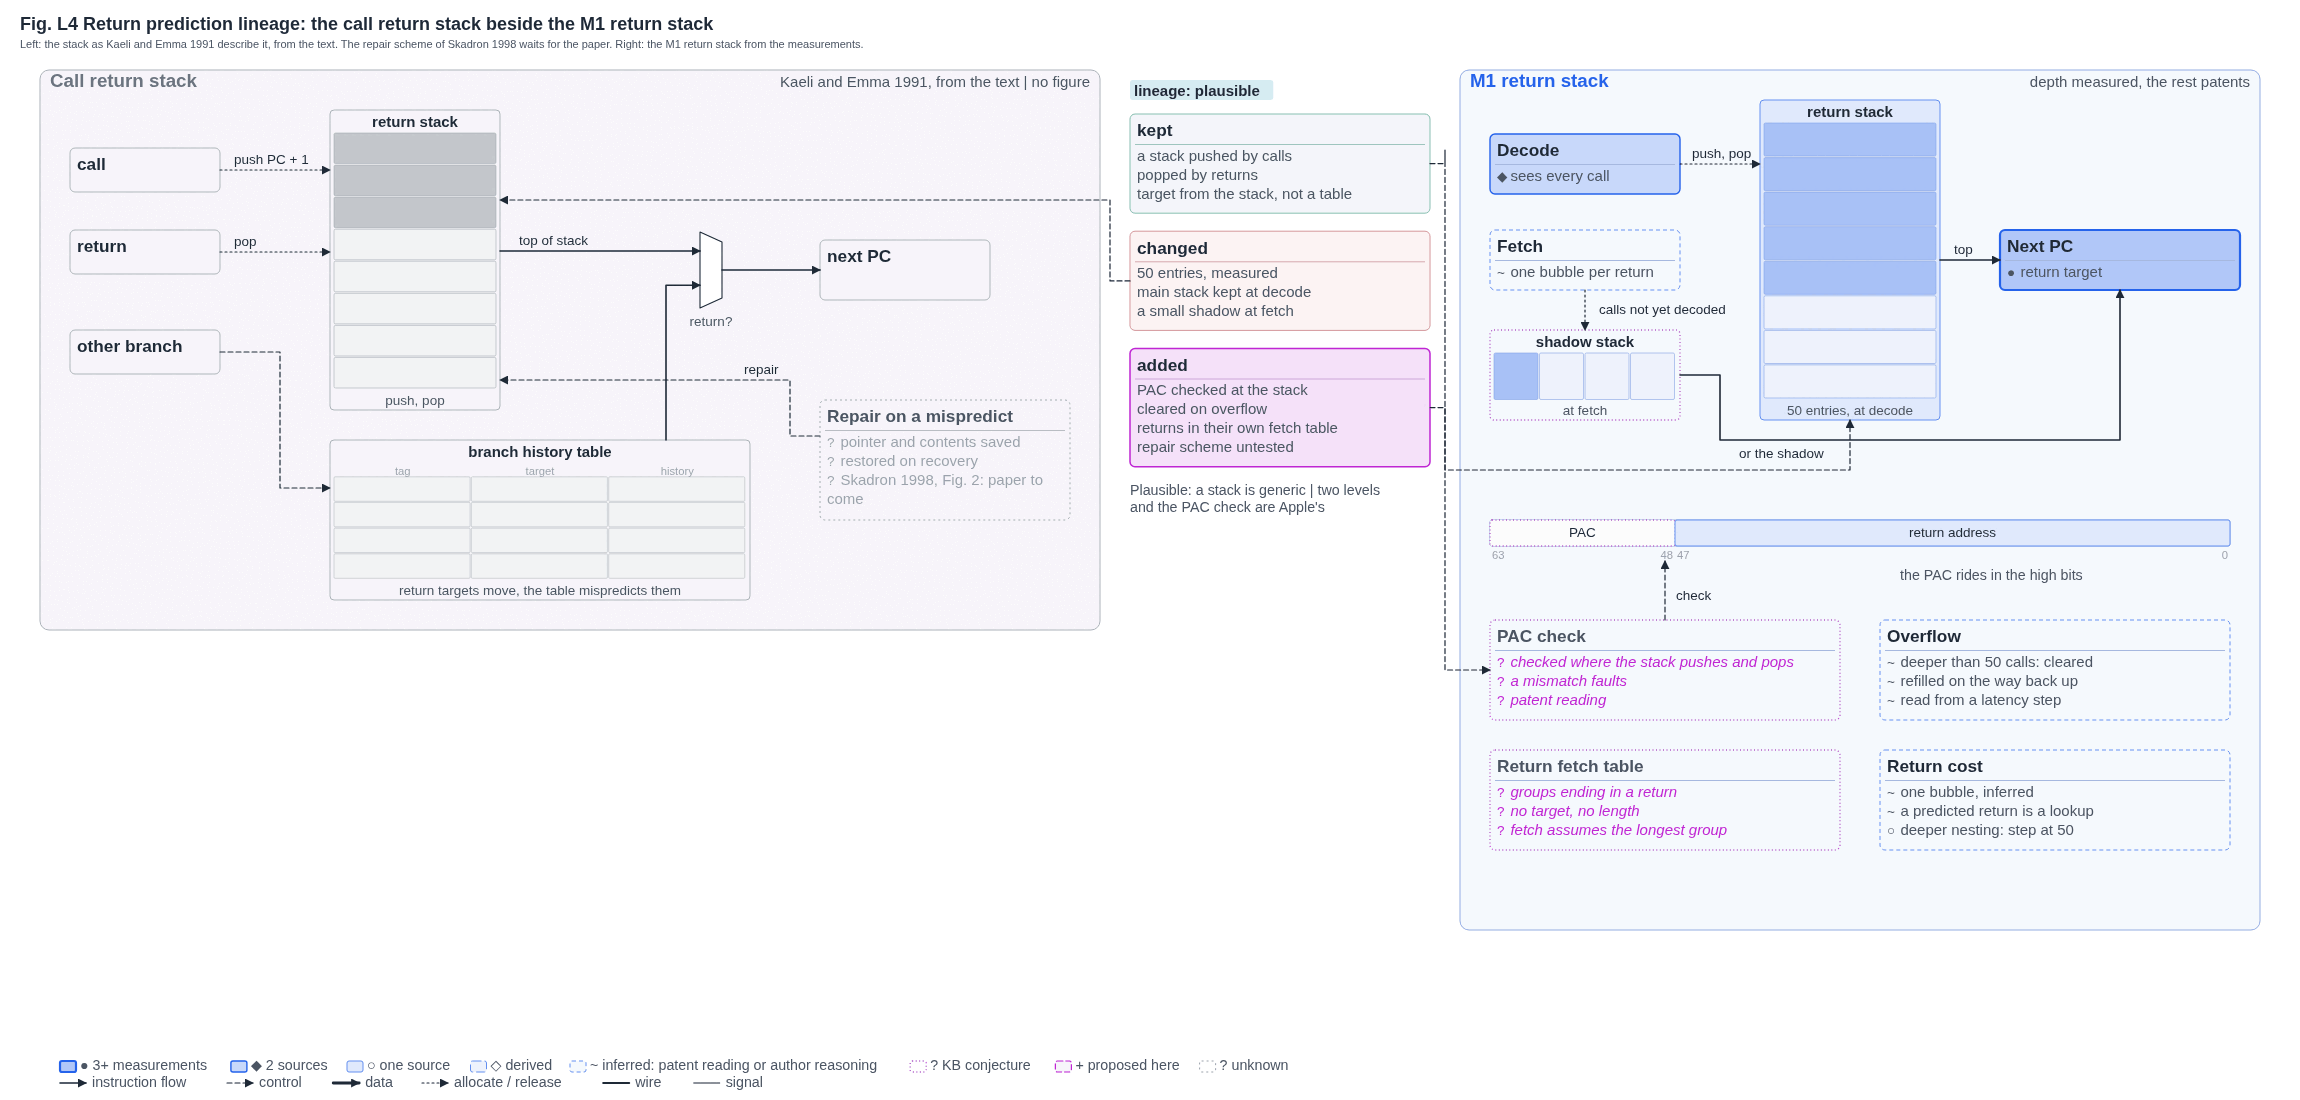 Fig. L4 Return prediction lineage: the call return stack beside the M1 return stack
Left: the stack as Kaeli and Emma 1991 describe it, from the text. The repair scheme of Skadron 1998 waits for the paper. Right: the M1 return stack from the measurements.
Call return stack
Kaeli and Emma 1991, from the text | no figure
return stack
call
push PC + 1
return
pop
top of stack
next PC
return?
other branch
repair
push, pop
Repair on a mispredict
? pointer and contents saved
? restored on recovery
? Skadron 1998, Fig. 2: paper to
come
branch history table
tag target history
return targets move, the table mispredicts them
lineage: plausible
kept
a stack pushed by calls
popped by returns
target from the stack, not a table
changed
50 entries, measured
main stack kept at decode
a small shadow at fetch
added
PAC checked at the stack
cleared on overflow
returns in their own fetch table
repair scheme untested
Plausible: a stack is generic | two levels
and the PAC check are Apple's
M1 return stack
depth measured, the rest patents
return stack
Decode
◆ sees every call
push, pop
Fetch
~ one bubble per return
top
Next PC
● return target
calls not yet decoded
shadow stack
at fetch
50 entries, at decode
or the shadow
PAC
return address
63 48 47 0
the PAC rides in the high bits
check
PAC check
? checked where the stack pushes and pops
? a mismatch faults
? patent reading
Overflow
~ deeper than 50 calls: cleared
~ refilled on the way back up
~ read from a latency step
Return fetch table
? groups ending in a return
? no target, no length
? fetch assumes the longest group
Return cost
~ one bubble, inferred
~ a predicted return is a lookup
○ deeper nesting: step at 50
● 3+ measurements ◆ 2 sources ○ one source ◇ derived ~ inferred: patent reading or author reasoning ? KB conjecture + proposed here ? unknown
instruction flow control data allocate / release wire signal